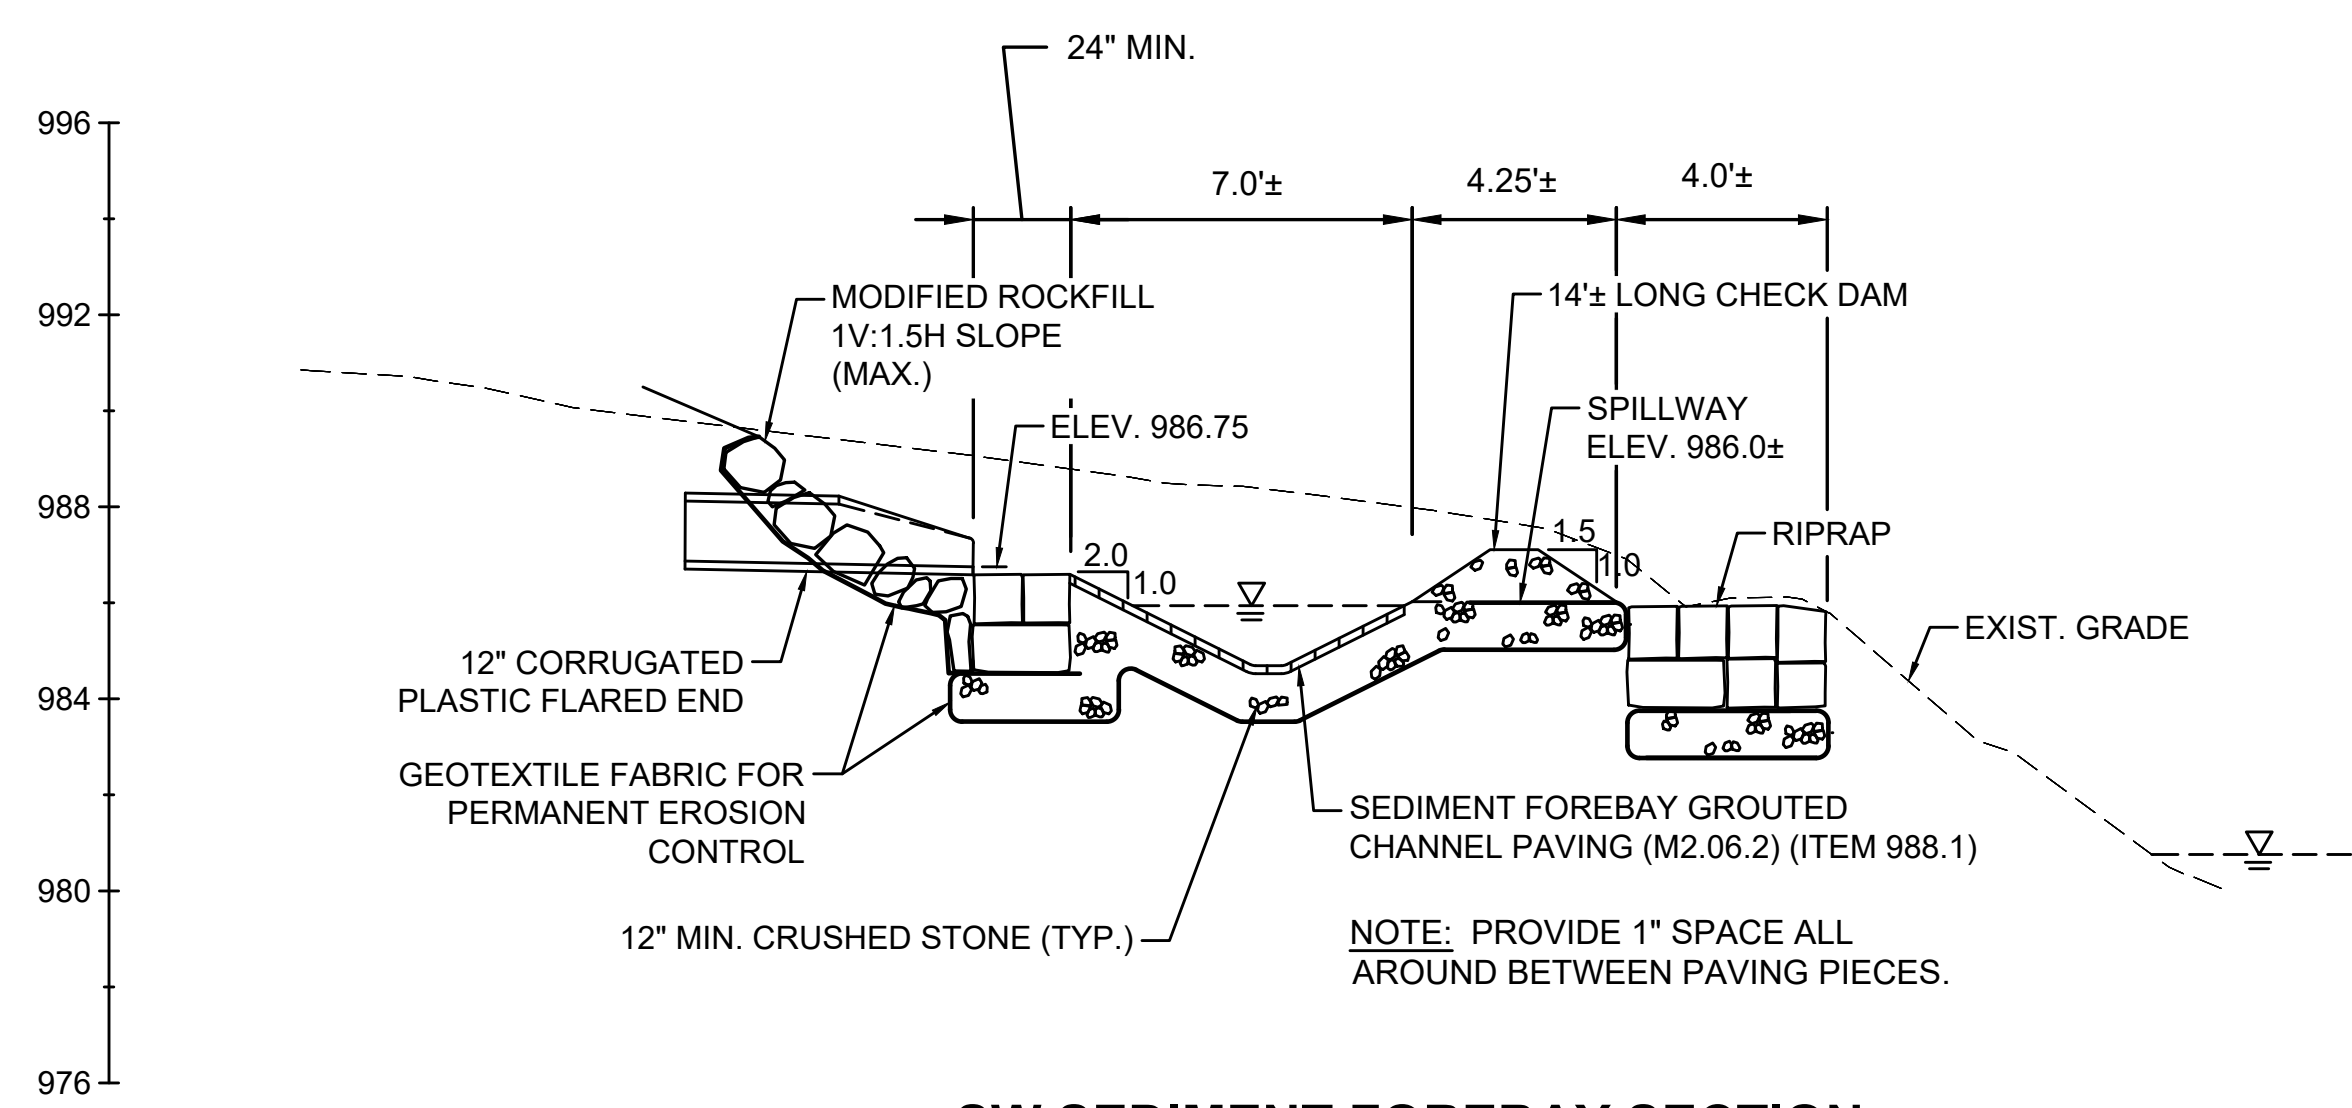 24" MIN.
996
7.0'±
4.25'±
4.0'±
MODIFIED ROCKFILL
1V:1.5H SLOPE
(MAX.)
14'± LONG CHECK DAM
992
ELEV. 986.75
SPILLWAY
ELEV. 986.0±
988
1.5
1.0
RIPRAP
2.0
1.0
EXIST. GRADE
12" CORRUGATED
PLASTIC FLARED END
984
GEOTEXTILE FABRIC FOR
PERMANENT EROSION
CONTROL
SEDIMENT FOREBAY GROUTED
CHANNEL PAVING (M2.06.2) (ITEM 988.1)
980
12" MIN. CRUSHED STONE (TYP.)
NOTE: PROVIDE 1" SPACE ALL
AROUND BETWEEN PAVING PIECES.
976
SW SEDIMENT FOREBAY SECTION